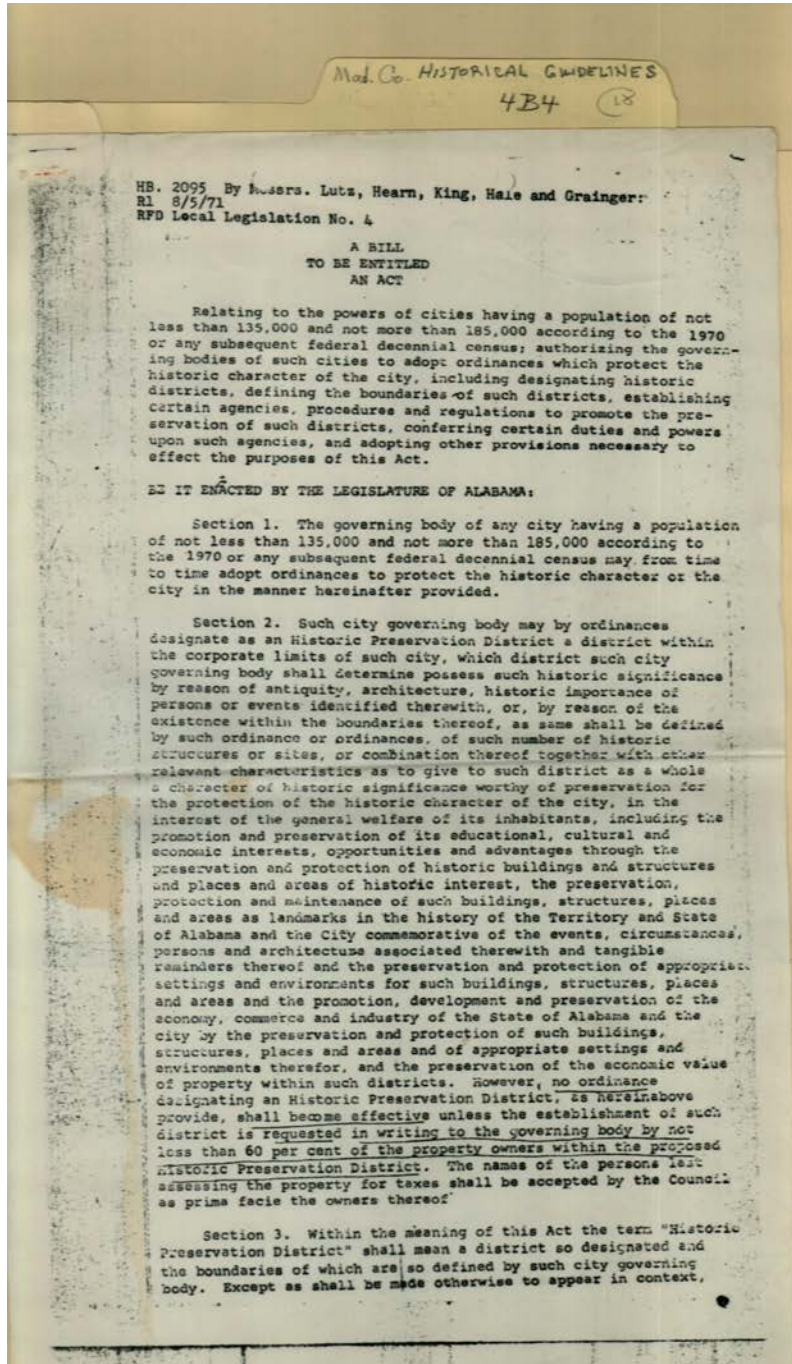 Mad. Co. HISTORICAL GUIDELINES
4B4 18
HB. 2095 By Messrs. Lutz, Hearn, King, Hale and Grainger:
R1 8/5/71
RFD Local Legislation No. 4
A BILL
TO BE ENTITLED
AN ACT
Relating to the powers of cities having a population of not
less than 135,000 and not more than 185,000 according to the 1970
or any subsequent federal decennial census; authorizing the govern-
ing bodies of such cities to adopt ordinances which protect the
historic character of the city, including designating historic
districts, defining the boundaries of such districts, establishing
certain agencies, procedures and regulations to promote the pre-
servation of such districts, conferring certain duties and powers
upon such agencies, and adopting other provisions necessary to
effect the purposes of this Act.
BE IT ENACTED BY THE LEGISLATURE OF ALABAMA:
Section 1. The governing body of any city having a population
of not less than 135,000 and not more than 185,000 according to
the 1970 or any subsequent federal decennial census may from time
to time adopt ordinances to protect the historic character or the
city in the manner hereinafter provided.
Section 2. Such city governing body may by ordinances
designate as an Historic Preservation District a district within
the corporate limits of such city, which district such city
governing body shall determine possess such historic significance
by reason of antiquity, architecture, historic importance of
persons or events identified therewith, or, by reason of the
existence within the boundaries thereof, as same shall be defined
by such ordinance or ordinances, of such number of historic
structures or sites, or combination thereof together with other
relevant characteristics as to give to such district as a whole
a character of historic significance worthy of preservation for
the protection of the historic character of the city, in the
interest of the general welfare of its inhabitants, including the
promotion and preservation of its educational, cultural and
economic interests, opportunities and advantages through the
preservation and protection of historic buildings and structures
and places and areas of historic interest, the preservation,
protection and maintenance of such buildings, structures, places
and areas as landmarks in the history of the Territory and State
of Alabama and the City commemorative of the events, circumstances,
persons and architectuse associated therewith and tangible
reminders thereof and the preservation and protection of appropriate
settings and environments for such buildings, structures, places
and areas and the promotion, development and preservation of the
economy, commerce and industry of the State of Alabama and the
city by the preservation and protection of such buildings,
structures, places and areas and of appropriate settings and
environments therefor, and the preservation of the economic value
of property within such districts. However, no ordinance
designating an Historic Preservation District, as hereinabove
provide, shall become effective unless the establishment of such
district is requested in writing to the governing body by not
less than 60 per cent of the property owners within the proposed
Historic Preservation District. The names of the persons last
assessing the property for taxes shall be accepted by the Council
as prima facie the owners thereof
Section 3. Within the meaning of this Act the term "Historic
Preservation District" shall mean a district so designated and
the boundaries of which are so defined by such city governing
body. Except as shall be made otherwise to appear in context,